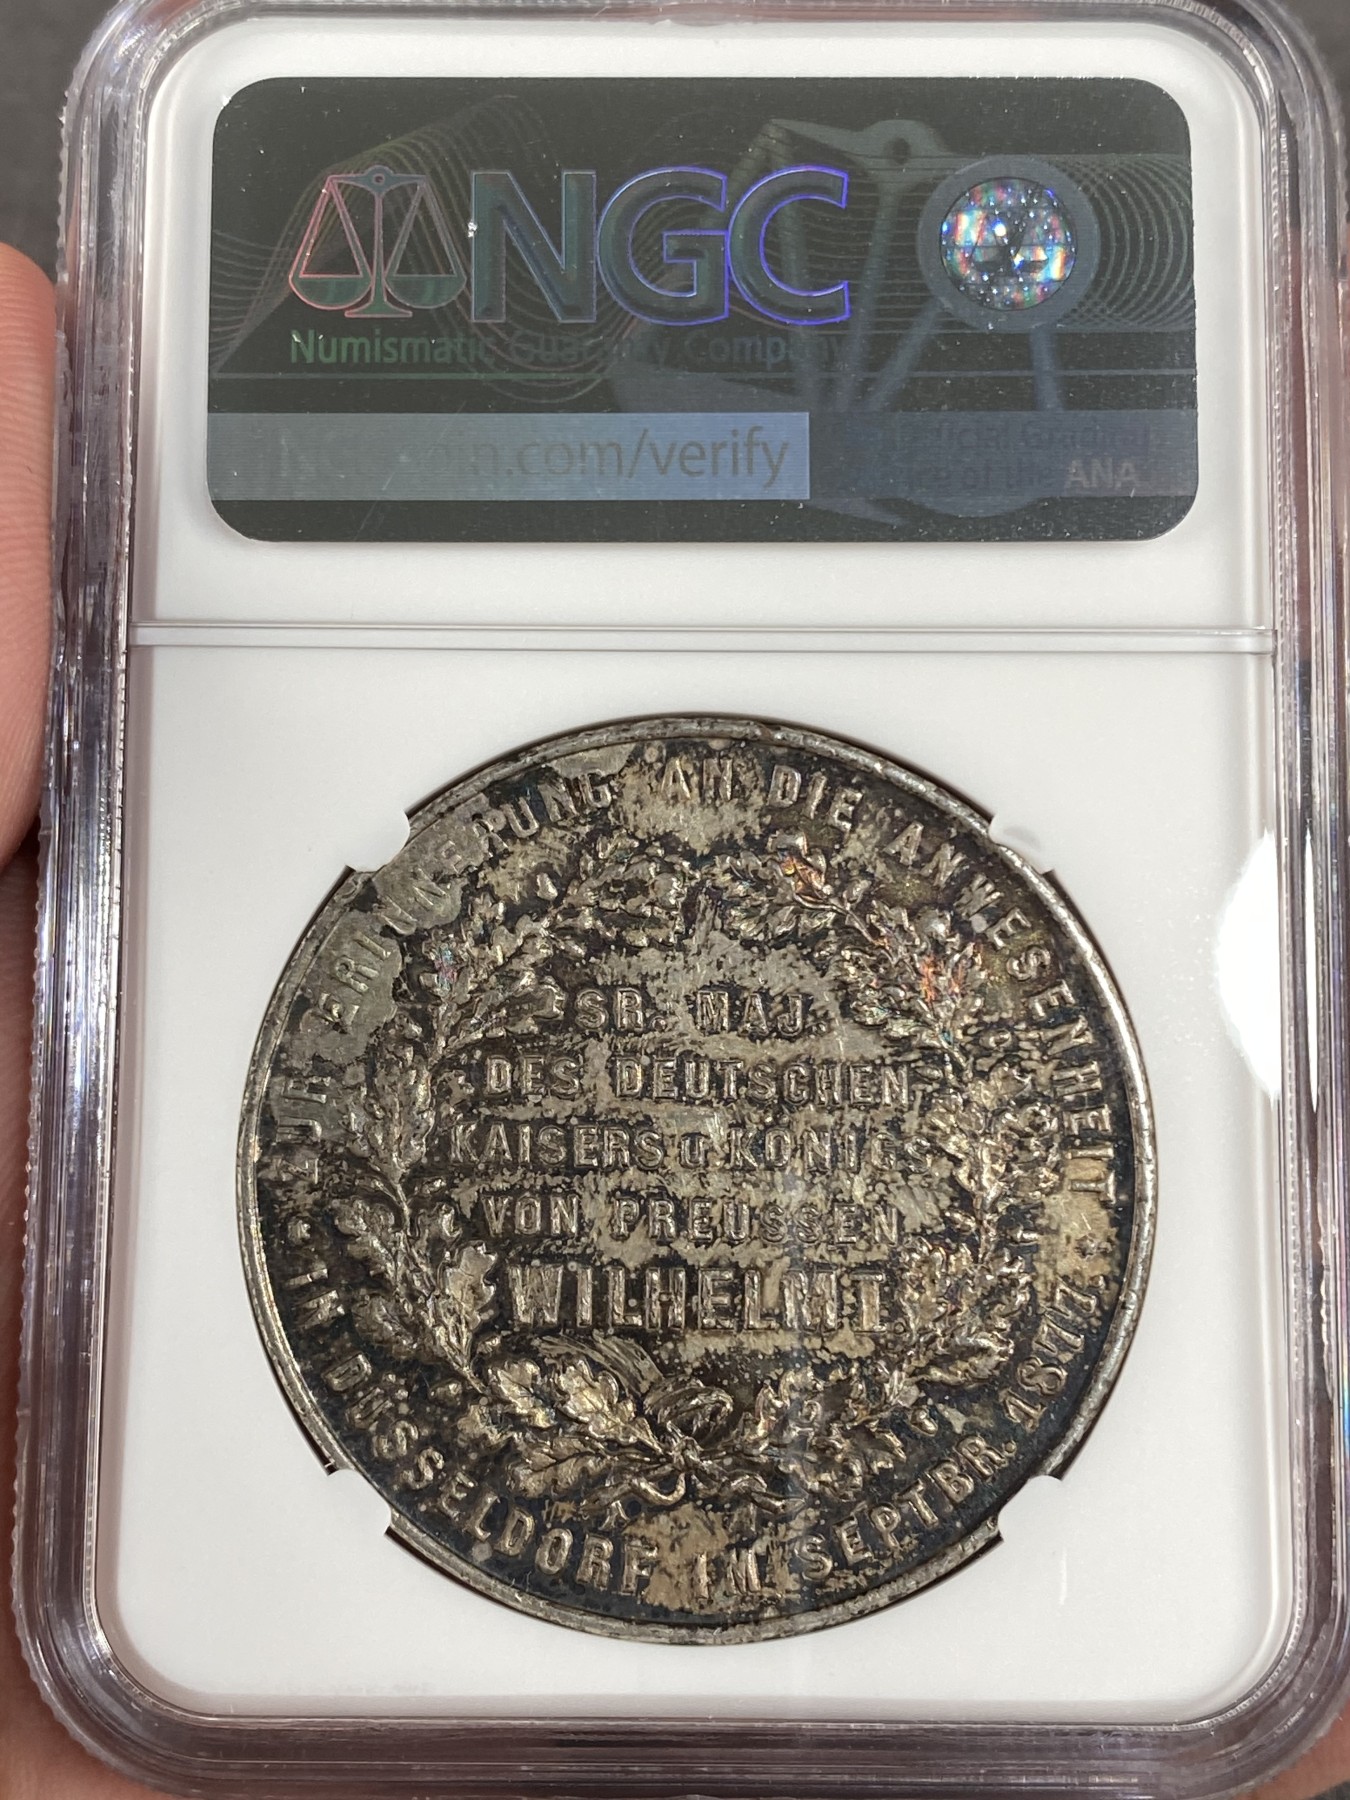 NGC
Numismatic Guaranty Company
NGCcoin.com/verify
Official Grading
Service of the ANA
ZUR ERINNERUNG AN DIE ANWESENHEIT
SR. MAJ.
DES DEUTSCHEN
KAISERS u. KÖNIGS
VON PREUSSEN
WILHELM I.
IN DÜSSELDORF IM SEPTBR. 1877.